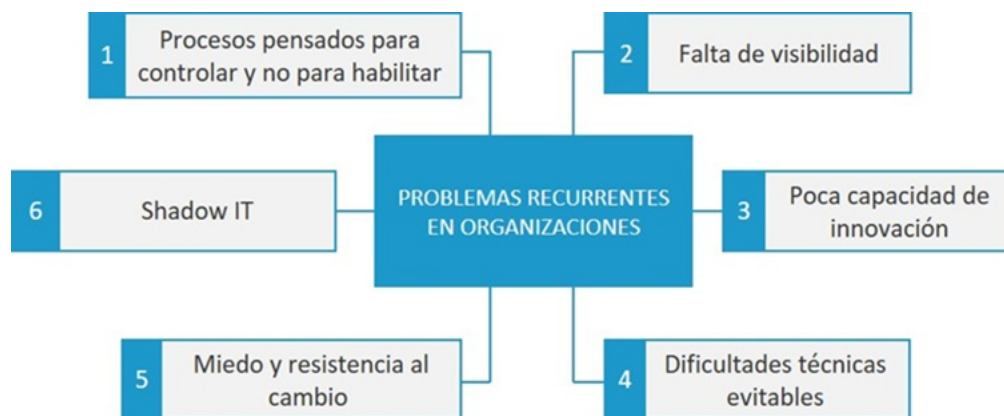 1
Procesos pensados para
controlar y no para habilitar
2
Falta de visibilidad
PROBLEMAS RECURRENTES
EN ORGANIZACIONES
3
Poca capacidad de
innovación
4
Dificultades técnicas
evitables
5
Miedo y resistencia al
cambio
6
Shadow IT